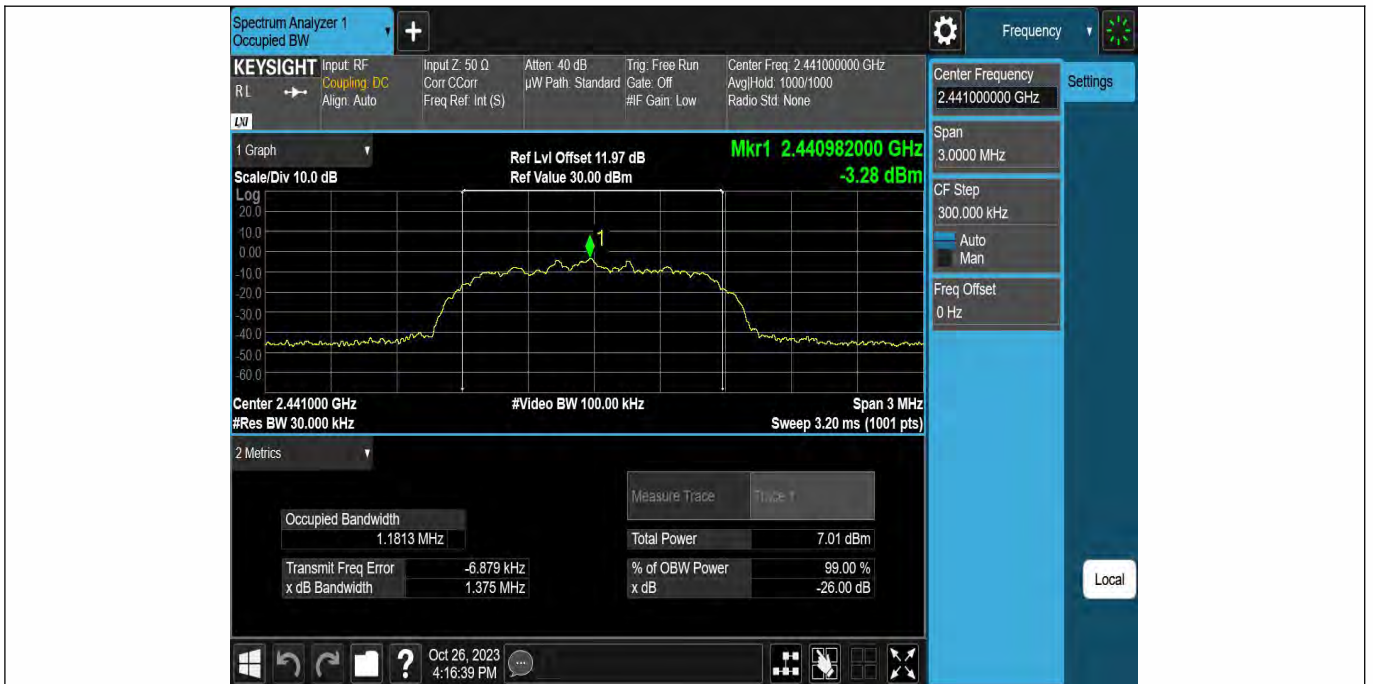 Spectrum Analyzer 1
Occupied BW
+
Frequency
KEYSIGHT
R L
LXI
Input: RF
Coupling: DC
Align: Auto
Input Z: 50 Ω
Corr CCorr
Freq Ref: Int (S)
Atten: 40 dB
µW Path: Standard
Trig: Free Run
Gate: Off
#IF Gain: Low
Center Freq: 2.441000000 GHz
Avg|Hold: 1000/1000
Radio Std: None
Center Frequency
2.441000000 GHz
Settings
Span
3.0000 MHz
CF Step
300.000 kHz
Auto
Man
Freq Offset
0 Hz
Local
1 Graph
Scale/Div 10.0 dB
Ref Lvl Offset 11.97 dB
Ref Value 30.00 dBm
Mkr1 2.440982000 GHz
-3.28 dBm
Log
20.0
10.0
0.00
-10.0
-20.0
-30.0
-40.0
-50.0
-60.0
1
Center 2.441000 GHz
#Res BW 30.000 kHz
#Video BW 100.00 kHz
Span 3 MHz
Sweep 3.20 ms (1001 pts)
2 Metrics
Measure Trace
Trace 1
Occupied Bandwidth
1.1813 MHz
Total Power 7.01 dBm
Transmit Freq Error -6.879 kHz
% of OBW Power 99.00 %
x dB Bandwidth 1.375 MHz
x dB -26.00 dB
?
Oct 26, 2023
4:16:39 PM